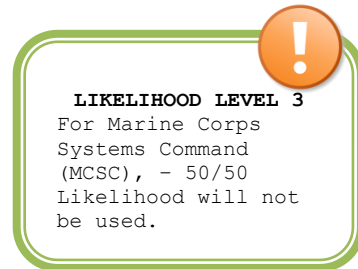 LIKELIHOOD LEVEL 3
For Marine Corps
Systems Command
(MCSC), – 50/50
Likelihood will not
be used.